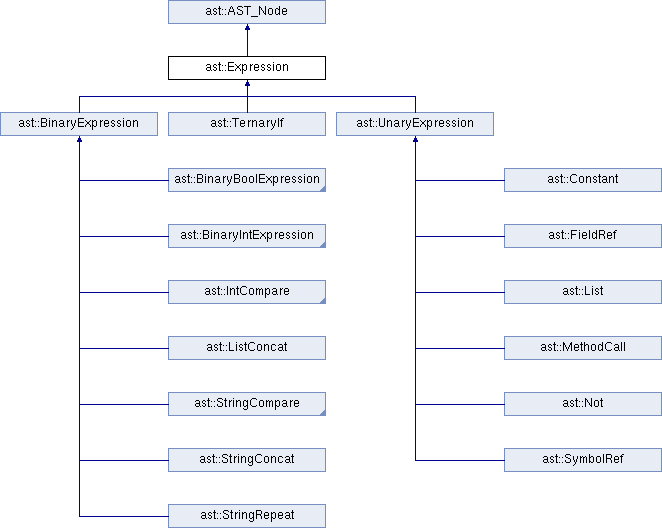 ast::AST_Node
ast::Expression
ast::BinaryExpression
ast::TernaryIf
ast::UnaryExpression
ast::BinaryBoolExpression
ast::Constant
ast::BinaryIntExpression
ast::FieldRef
ast::IntCompare
ast::List
ast::ListConcat
ast::MethodCall
ast::StringCompare
ast::Not
ast::StringConcat
ast::SymbolRef
ast::StringRepeat